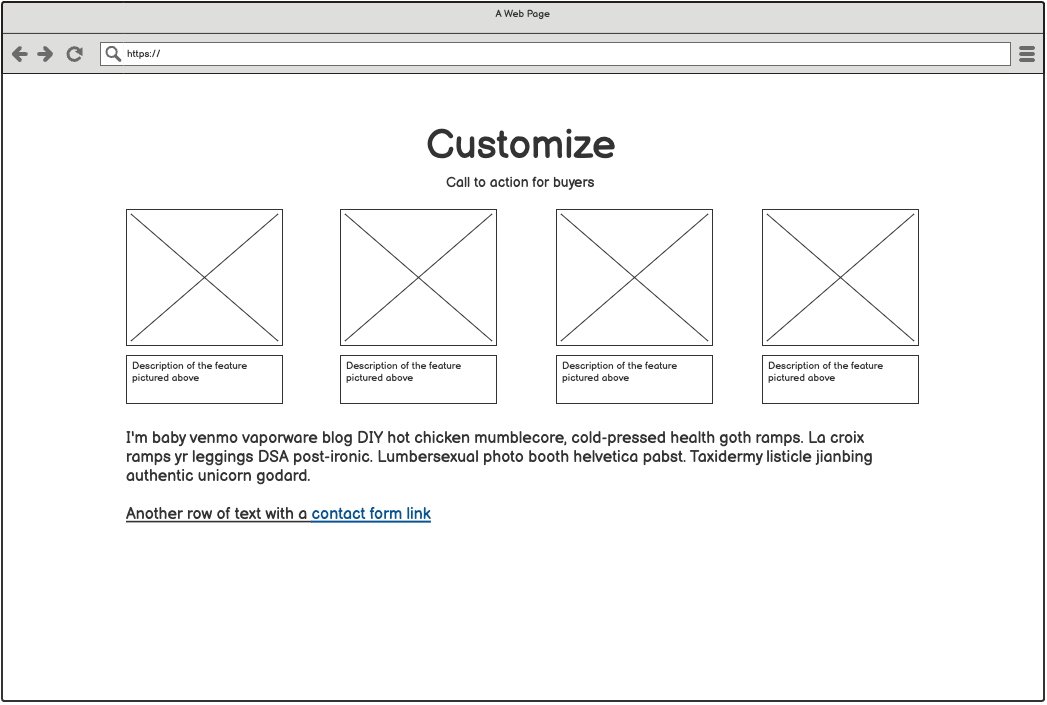 A Web Page
https://
Customize
Call to action for buyers
Description of the feature
pictured above
Description of the feature
pictured above
Description of the feature
pictured above
Description of the feature
pictured above
I'm baby venmo vaporware blog DIY hot chicken mumblecore, cold-pressed health goth ramps. La croix
ramps yr leggings DSA post-ironic. Lumbersexual photo booth helvetica pabst. Taxidermy listicle jianbing
authentic unicorn godard.
Another row of text with a contact form link